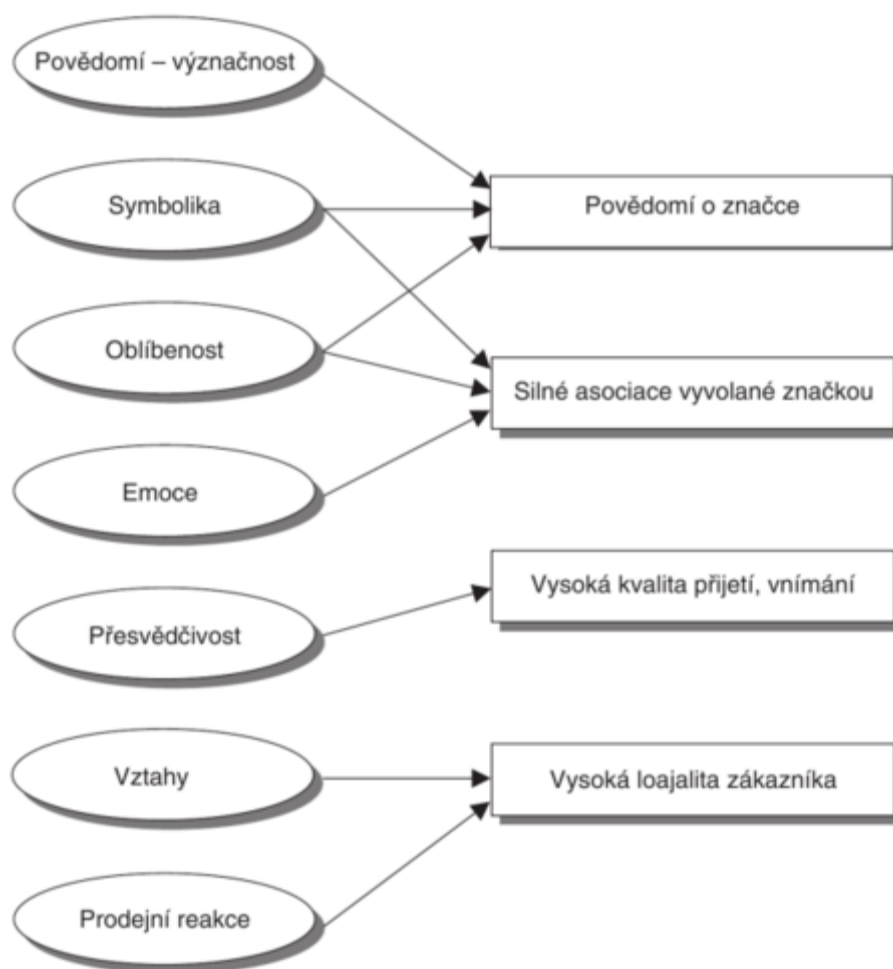 Povědomí – význačnost
Symbolika
Povědomí o značce
Oblíbenost
Silné asociace vyvolané značkou
Emoce
Vysoká kvalita přijetí, vnímání
Přesvědčivost
Vztahy
Vysoká loajalita zákazníka
Prodejní reakce